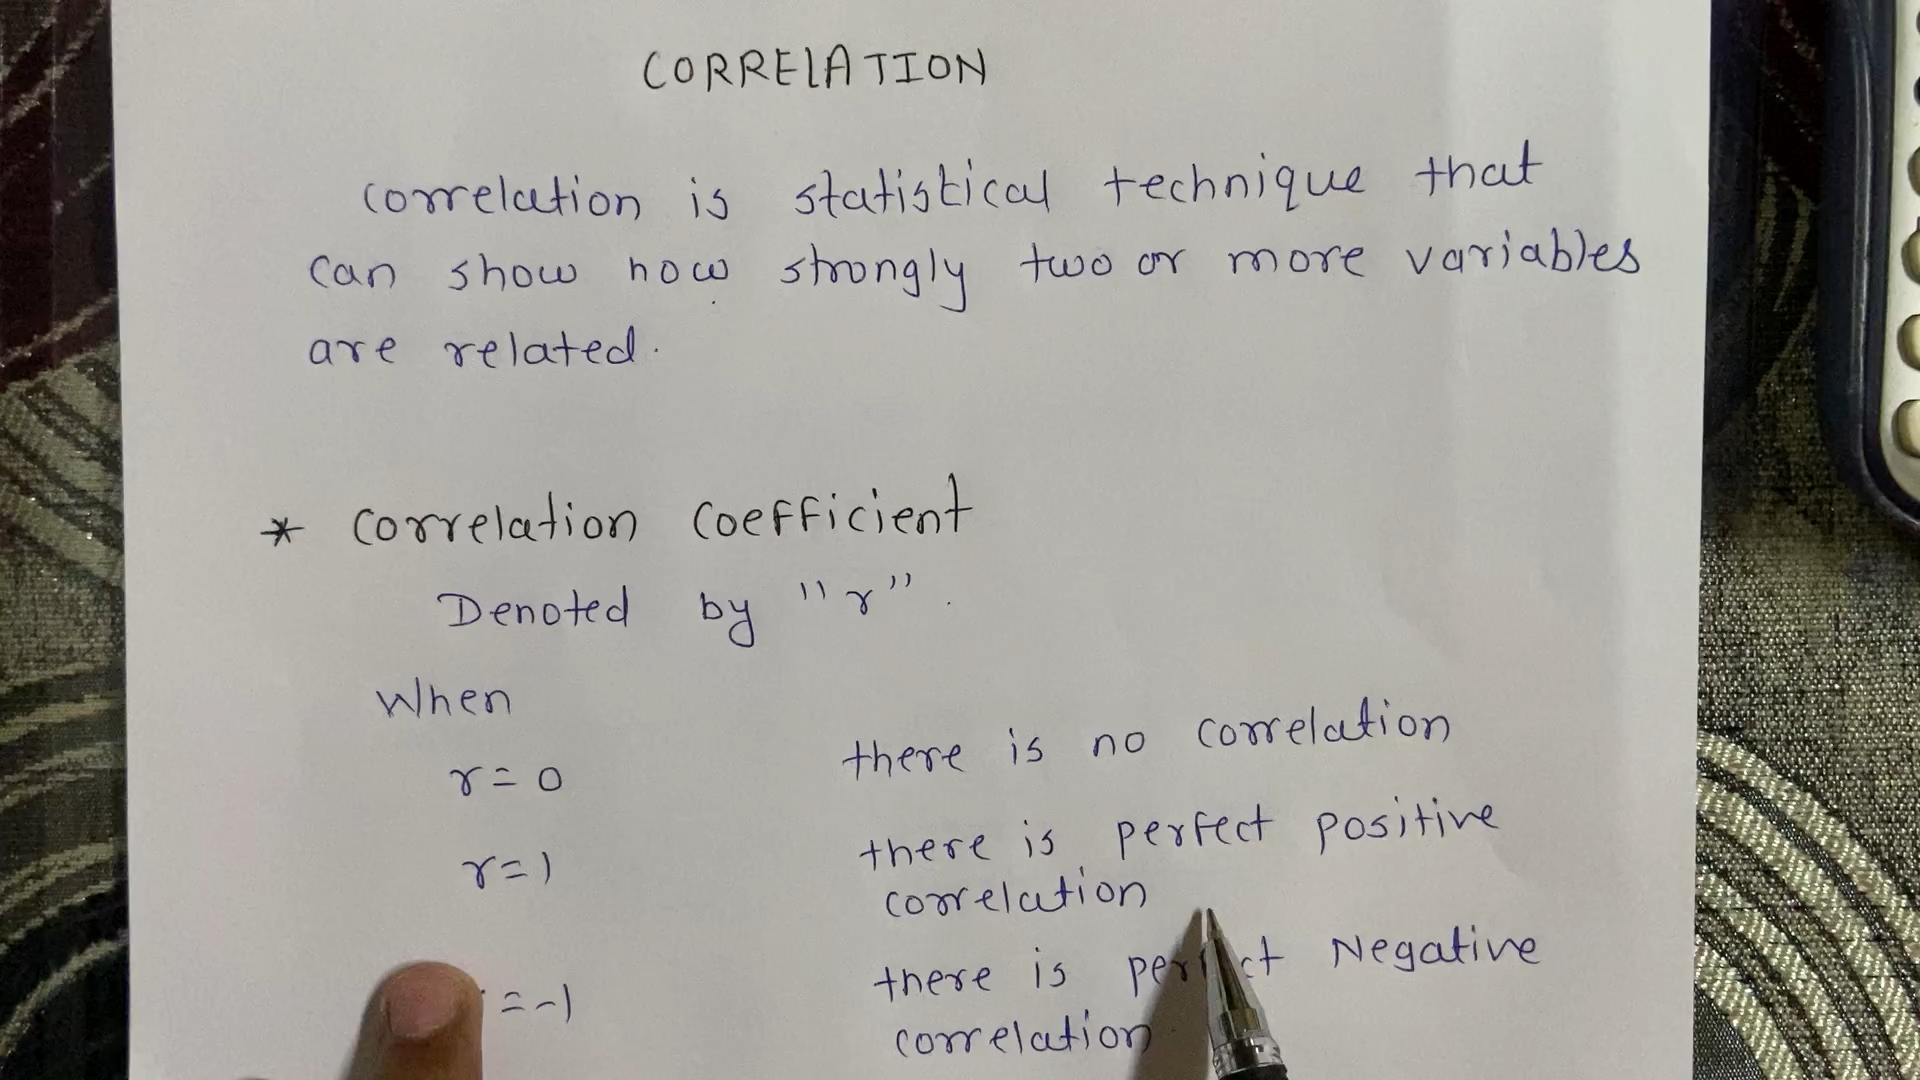 CORRELATION
correlation is statistical technique that
can show how strongly two or more variables
are related.
* Correlation Coefficient
Denoted by "r".
When
r = 0 there is no correlation
r = 1 there is perfect positive
correlation
= -1 there is Negative
correlation